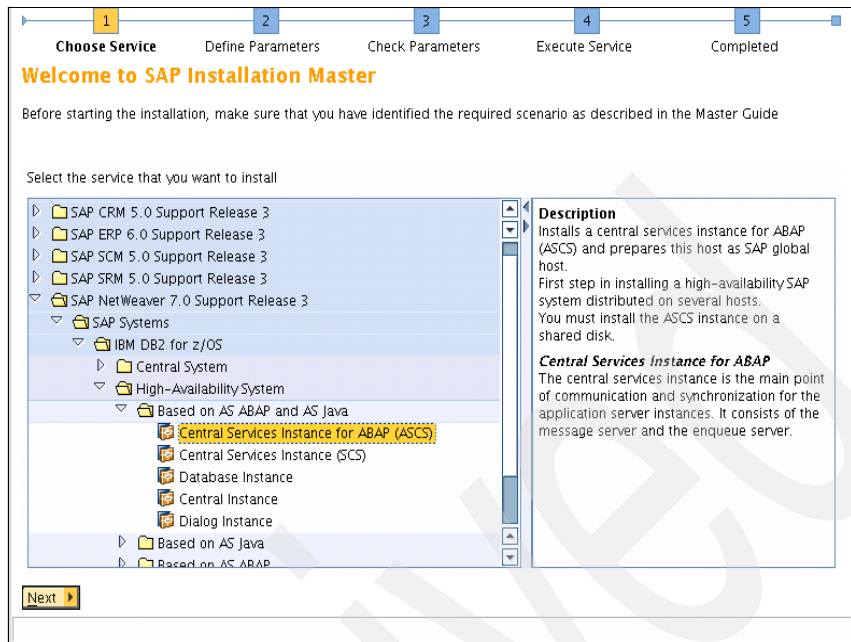 1 2 3 4 5
Choose Service Define Parameters Check Parameters Execute Service Completed
Welcome to SAP Installation Master
Before starting the installation, make sure that you have identified the required scenario as described in the Master Guide
Select the service that you want to install
SAP CRM 5.0 Support Release 3
SAP ERP 6.0 Support Release 3
SAP SCM 5.0 Support Release 3
SAP SRM 5.0 Support Release 3
SAP NetWeaver 7.0 Support Release 3
SAP Systems
IBM DB2 for z/OS
Central System
High-Availability System
Based on AS ABAP and AS Java
Central Services Instance for ABAP (ASCS)
Central Services Instance (SCS)
Database Instance
Central Instance
Dialog Instance
Based on AS Java
Based on AS ABAP
Description
Installs a central services instance for ABAP
(ASCS) and prepares this host as SAP global
host.
First step in installing a high-availability SAP
system distributed on several hosts.
You must install the ASCS instance on a
shared disk.
Central Services Instance for ABAP
The central services instance is the main point
of communication and synchronization for the
application server instances. It consists of the
message server and the enqueue server.
Next